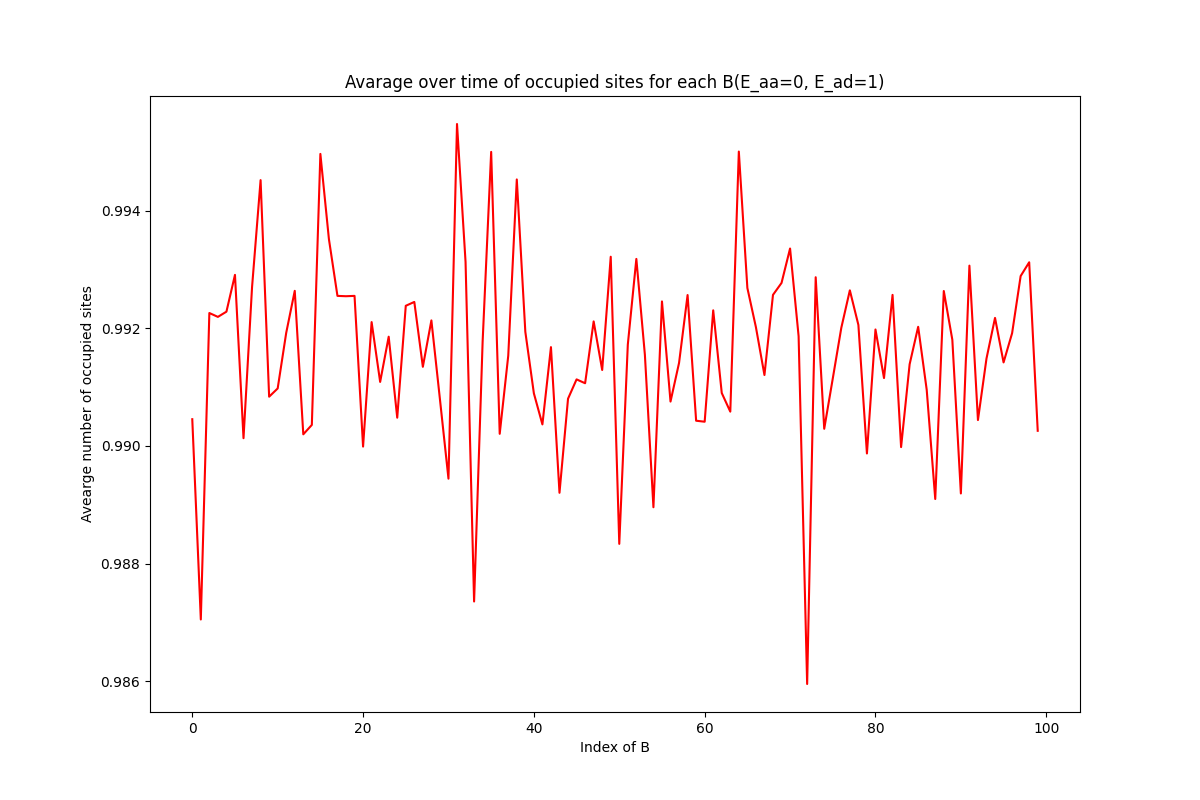 Avarage over time of occupied sites for each B(E_aa=0, E_ad=1)
Avearge number of occupied sites
0.994
0.992
0.990
0.988
0.986
0 20 40 60 80 100
Index of B